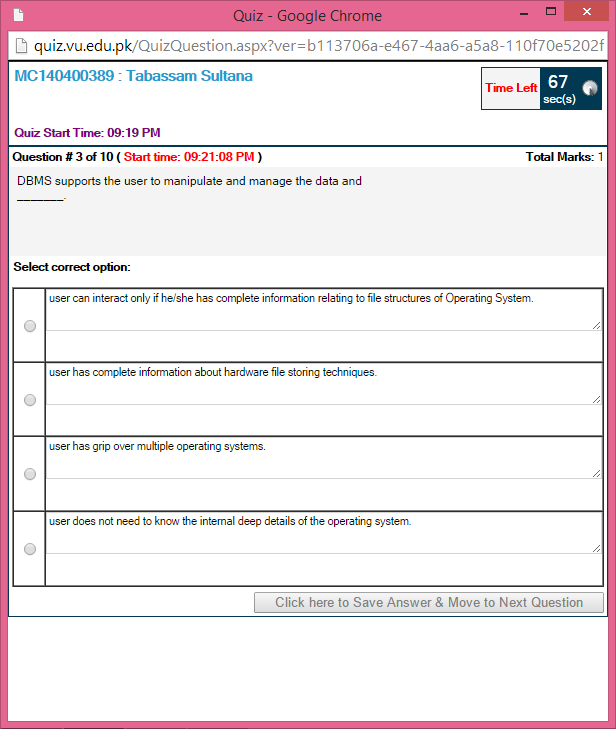 Quiz - Google Chrome
quiz.vu.edu.pk/QuizQuestion.aspx?ver=b113706a-e467-4aa6-a5a8-110f70e5202f
MC140400389 : Tabassam Sultana
Time Left 67 sec(s)
Quiz Start Time: 09:19 PM
Question # 3 of 10 ( Start time: 09:21:08 PM ) Total Marks: 1
DBMS supports the user to manipulate and manage the data and
_______.
Select correct option:
user can interact only if he/she has complete information relating to file structures of Operating System.
user has complete information about hardware file storing techniques.
user has grip over multiple operating systems.
user does not need to know the internal deep details of the operating system.
Click here to Save Answer & Move to Next Question